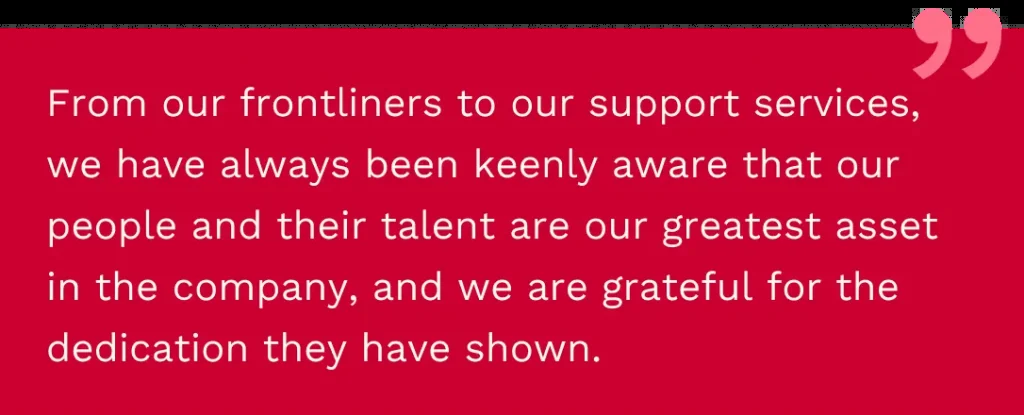 From our frontliners to our support services,
we have always been keenly aware that our
people and their talent are our greatest asset
in the company, and we are grateful for the
dedication they have shown.